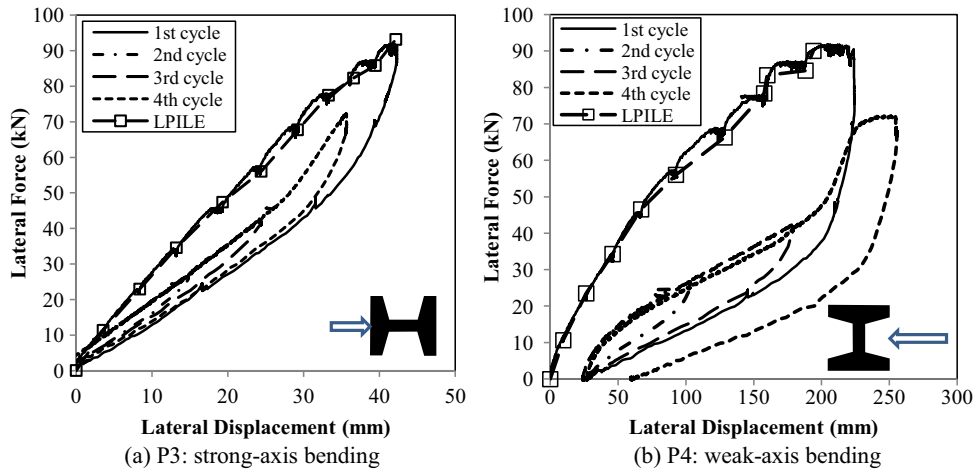 100
90
80
70
60
50
40
30
20
10
0
Lateral Force (kN)
1st cycle
2nd cycle
3rd cycle
4th cycle
LPILE
0 10 20 30 40 50
Lateral Displacement (mm)
(a) P3: strong-axis bending
100
90
80
70
60
50
40
30
20
10
0
Lateral Force (kN)
1st cycle
2nd cycle
3rd cycle
4th cycle
LPILE
0 50 100 150 200 250 300
Lateral Displacement (mm)
(b) P4: weak-axis bending